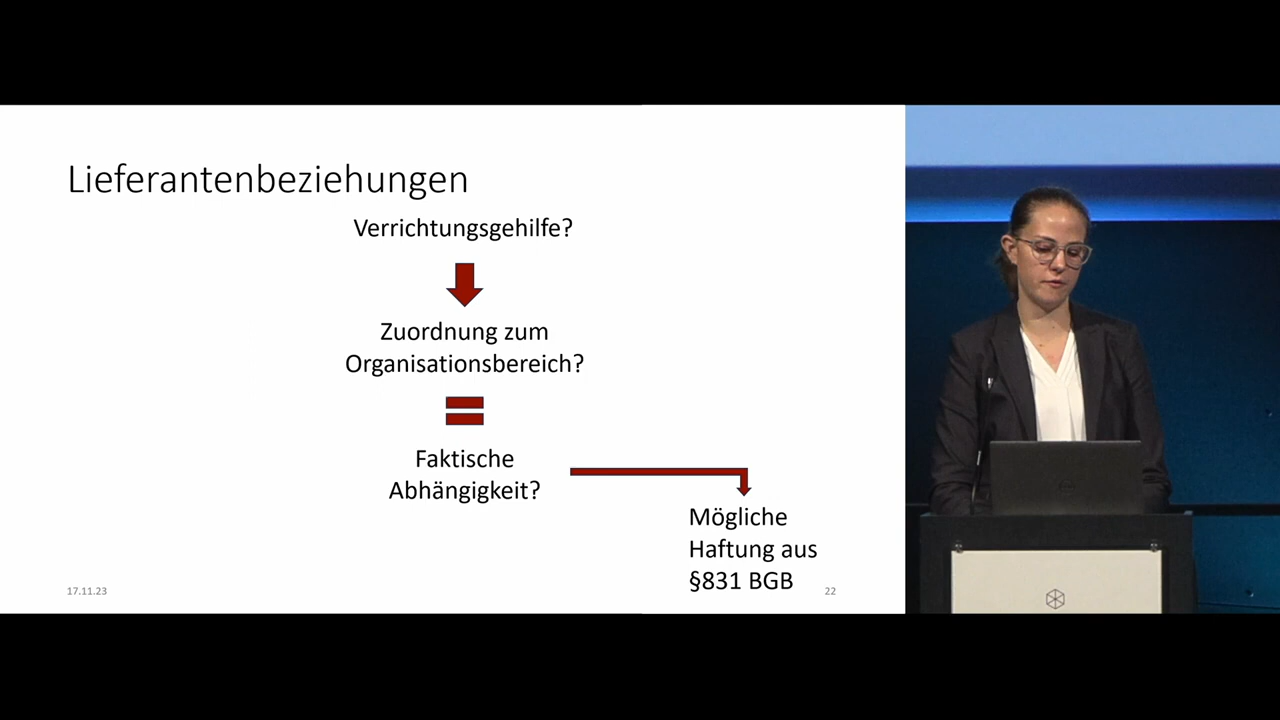 Lieferantenbeziehungen
Verrichtungsgehilfe?
Zuordnung zum
Organisationsbereich?
Faktische
Abhängigkeit?
Mögliche
Haftung aus
§831 BGB
17.11.23
22